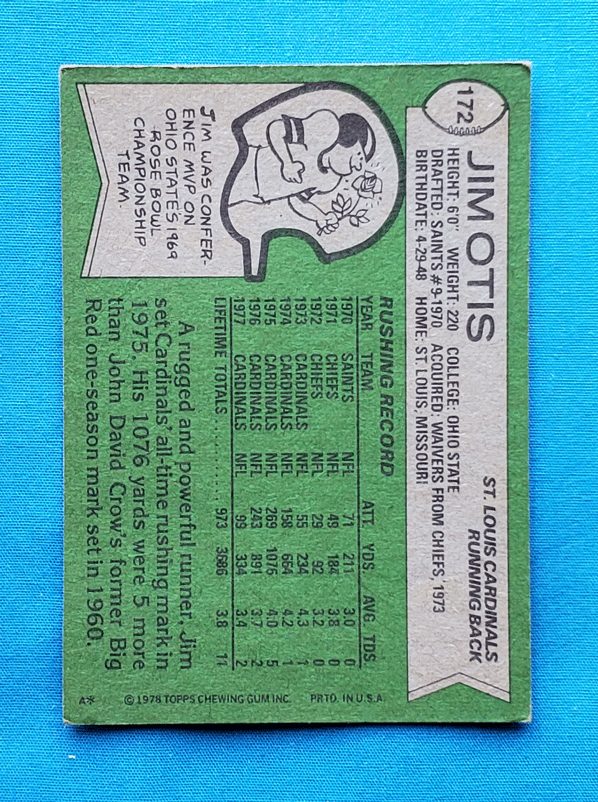 172
JIM OTIS
ST. LOUIS CARDINALS
RUNNING BACK
HEIGHT: 6'0" WEIGHT: 220 COLLEGE: OHIO STATE
DRAFTED: SAINTS #9-1970 ACQUIRED: WAIVERS FROM CHIEFS, 1973
BIRTHDATE: 4-29-48 HOME: ST. LOUIS, MISSOURI
JIM WAS CONFER-
ENCE MVP ON
OHIO STATE'S 1969
ROSE BOWL
CHAMPIONSHIP
TEAM.
RUSHING RECORD
YEAR TEAM ATT. YDS. AVG. TDS.
1970 SAINTS NFL 71 211 3.0 0
1971 CHIEFS NFL 49 184 3.8 0
1972 CHIEFS NFL 29 92 3.2 0
1973 CARDINALS NFL 55 234 4.3 1
1974 CARDINALS NFL 158 664 4.2 1
1975 CARDINALS NFL 269 1076 4.0 5
1976 CARDINALS NFL 243 891 3.7 2
1977 CARDINALS NFL 99 334 3.4 2
LIFETIME TOTALS ............ 973 3686 3.8 11
A rugged and powerful runner, Jim
set Cardinals' all-time rushing mark in
1975. His 1076 yards were 5 more
than John David Crow's former Big
Red one-season mark set in 1960.
A* © 1978 TOPPS CHEWING GUM INC. PRTD. IN U.S.A.